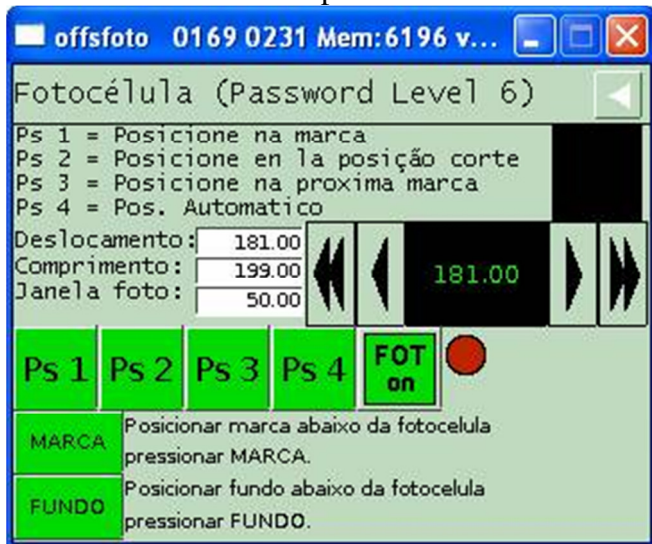 offsfoto 0169 0231 Mem:6196 v...
Fotocélula (Password Level 6)
Ps 1 = Posicione na marca
Ps 2 = Posicione en la posição corte
Ps 3 = Posicione na proxima marca
Ps 4 = Pos. Automatico
Deslocamento: 181.00
Comprimento: 199.00
Janela foto: 50.00
181.00
Ps 1 Ps 2 Ps 3 Ps 4 FOT on
MARCA
Posicionar marca abaixo da fotocelula
pressionar MARCA.
FUNDO
Posicionar fundo abaixo da fotocelula
pressionar FUNDO.